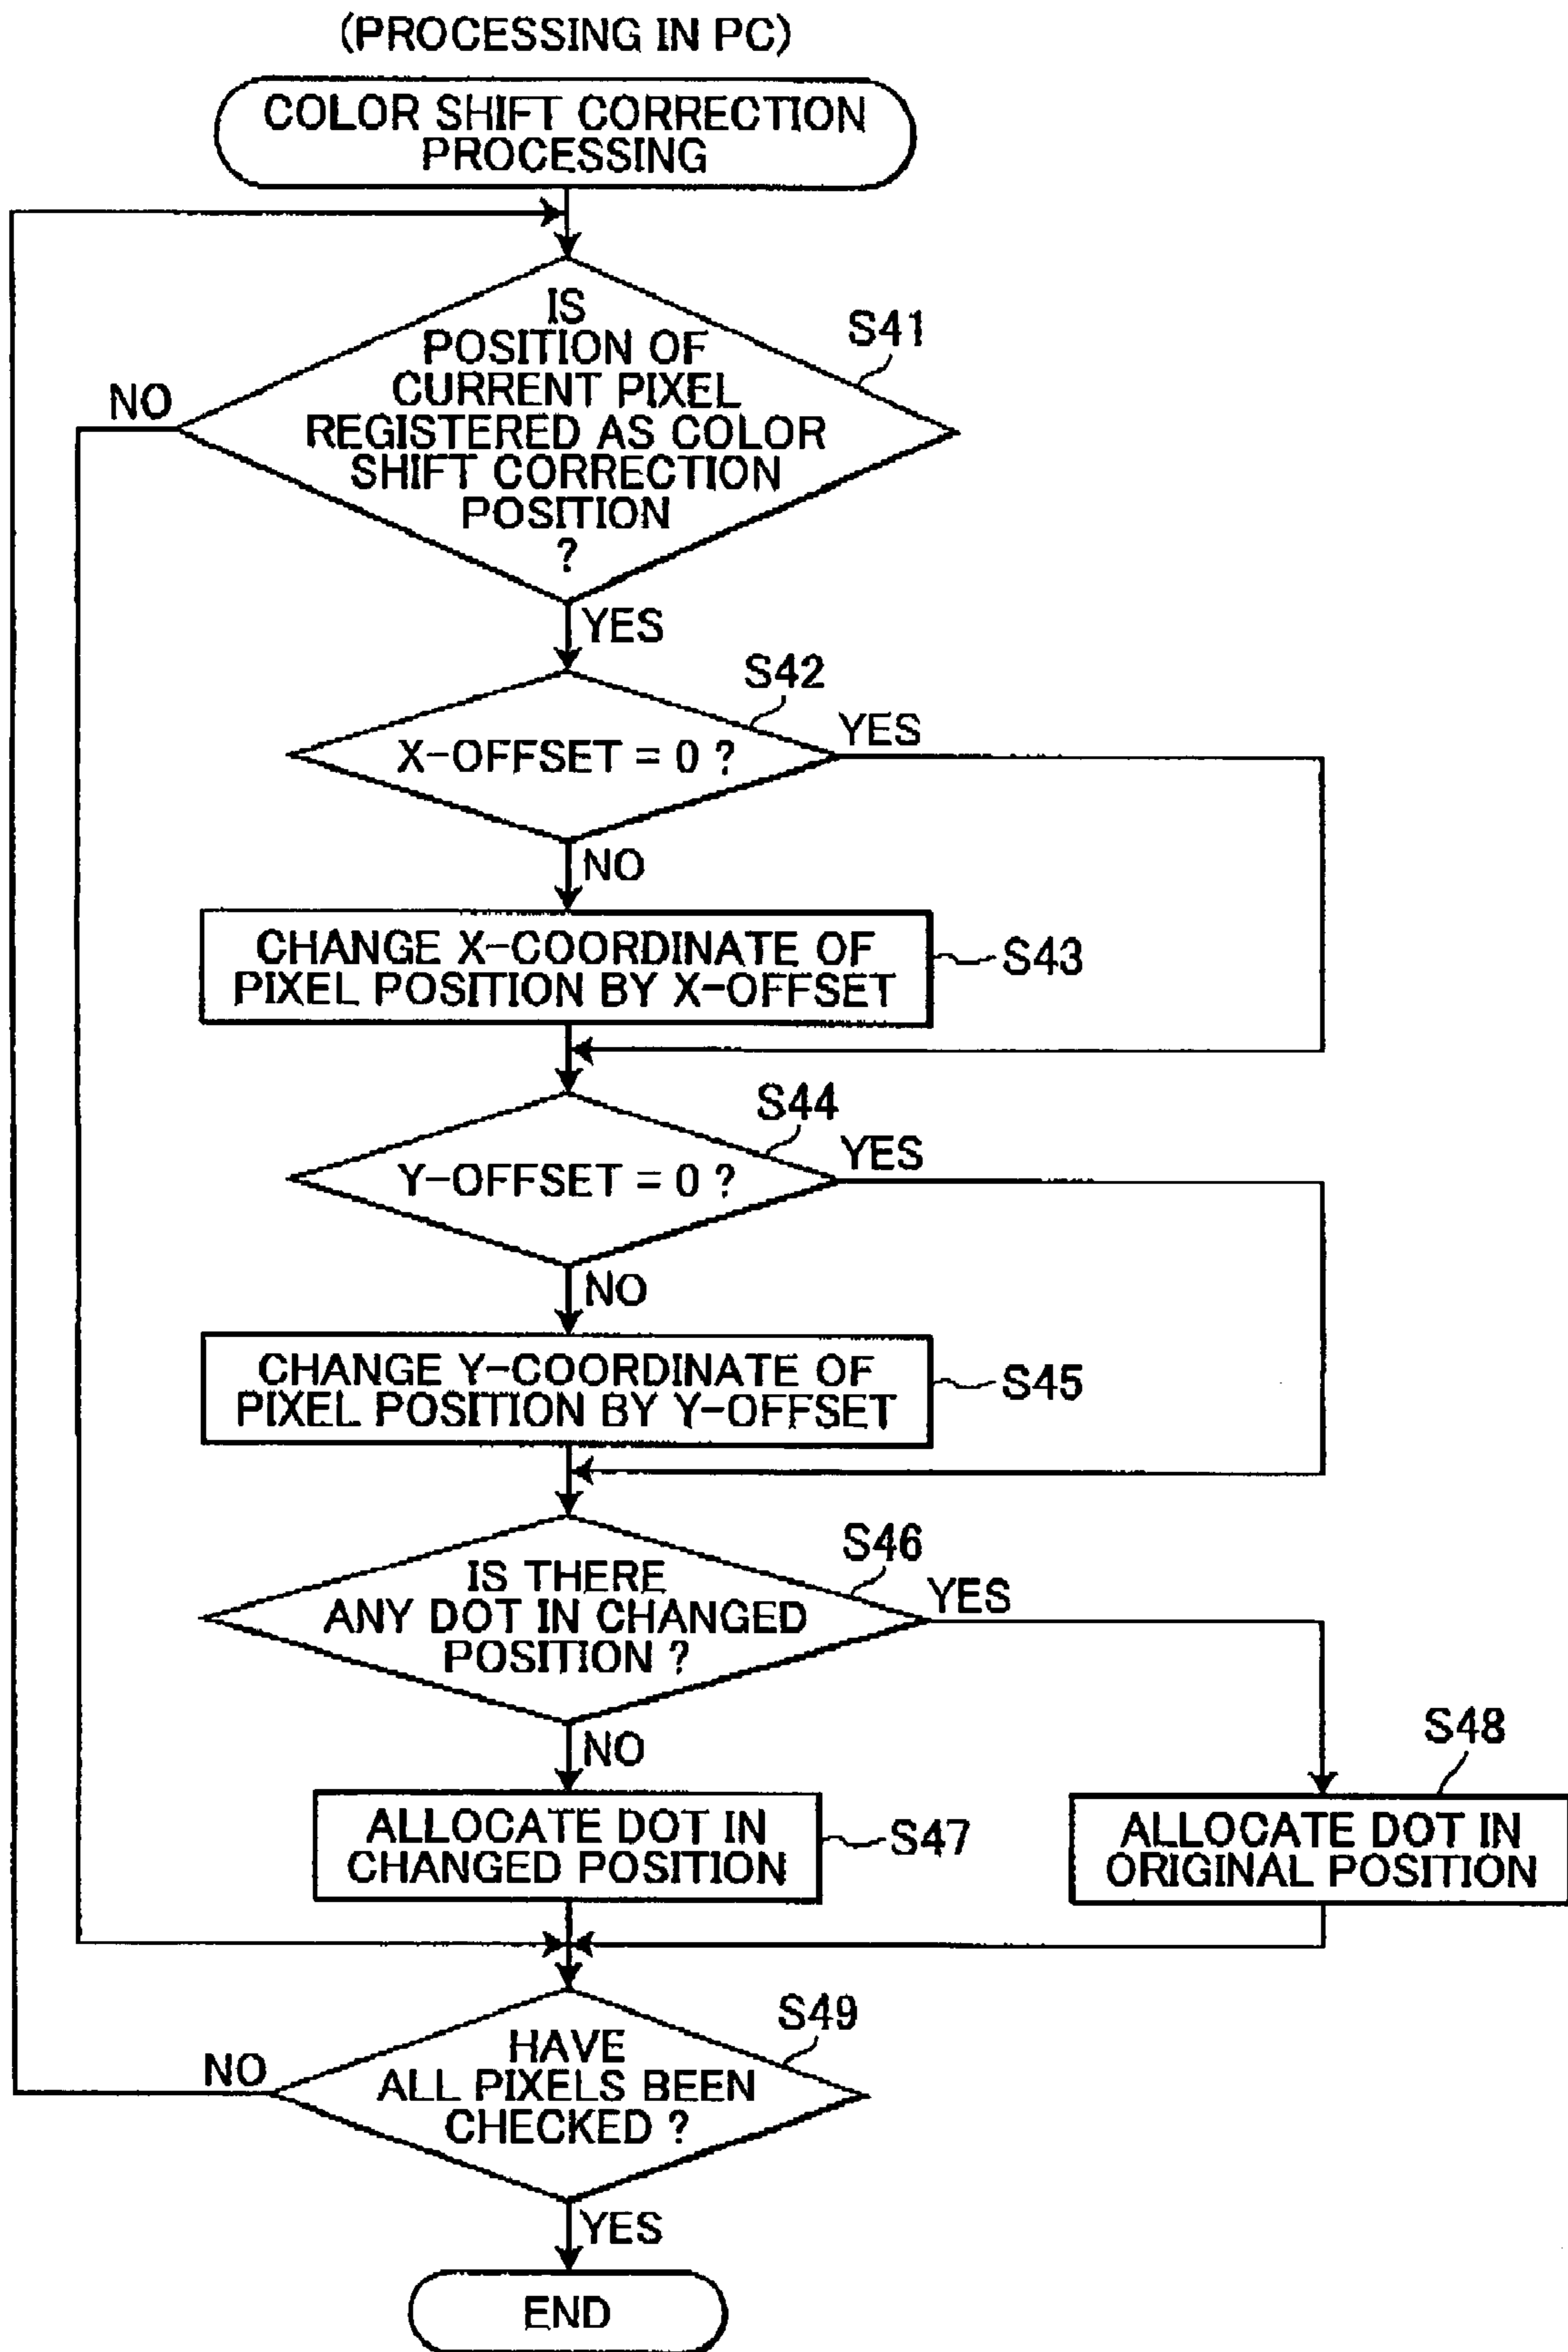 (PROCESSING IN PC)
COLOR SHIFT CORRECTION
PROCESSING
IS
POSITION OF
CURRENT PIXEL
REGISTERED AS COLOR
SHIFT CORRECTION
POSITION
?
S41
NO
YES
S42
X-OFFSET = 0 ?
YES
NO
CHANGE X-COORDINATE OF
PIXEL POSITION BY X-OFFSET
S43
S44
Y-OFFSET = 0 ?
YES
NO
CHANGE Y-COORDINATE OF
PIXEL POSITION BY Y-OFFSET
S45
S46
IS THERE
ANY DOT IN CHANGED
POSITION ?
YES
NO
ALLOCATE DOT IN
CHANGED POSITION
S47
S48
ALLOCATE DOT IN
ORIGINAL POSITION
S49
HAVE
ALL PIXELS BEEN
CHECKED ?
NO
YES
END